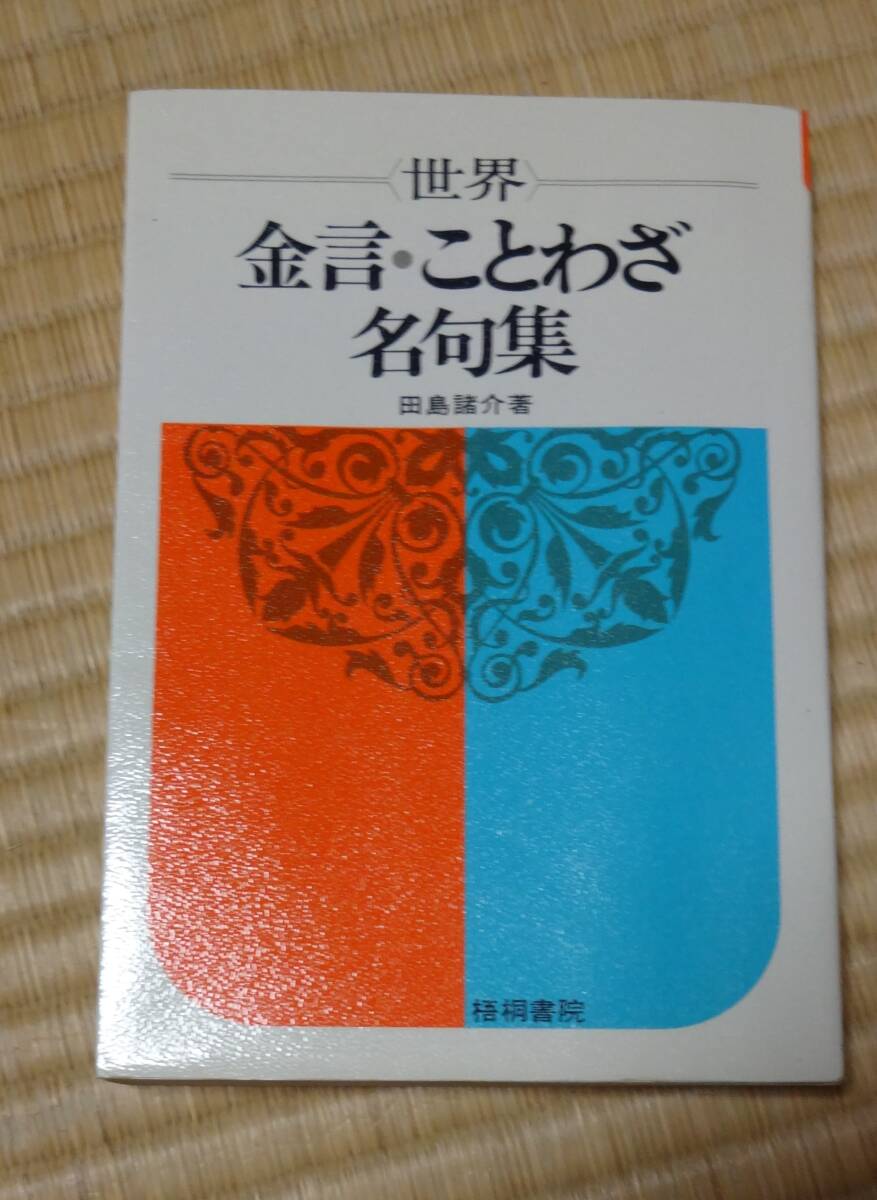 〈世界〉
金言・ことわざ
名句集
田島諸介著
梧桐書院